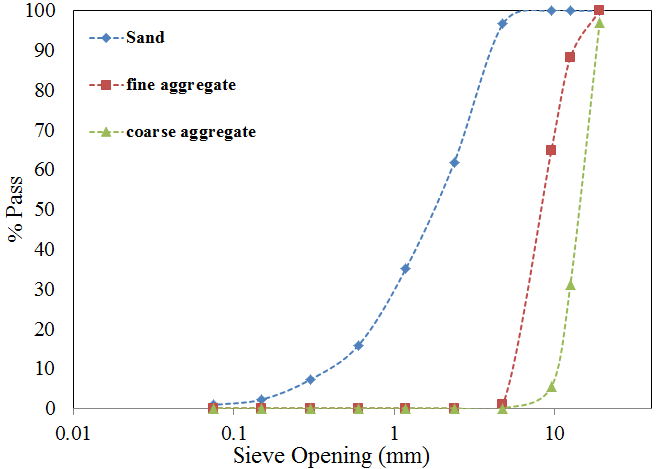 100
90
80
70
60
50
40
30
20
10
0
% Pass
Sand
fine aggregate
coarse aggregate
0.01 0.1 1 10
Sieve Opening (mm)